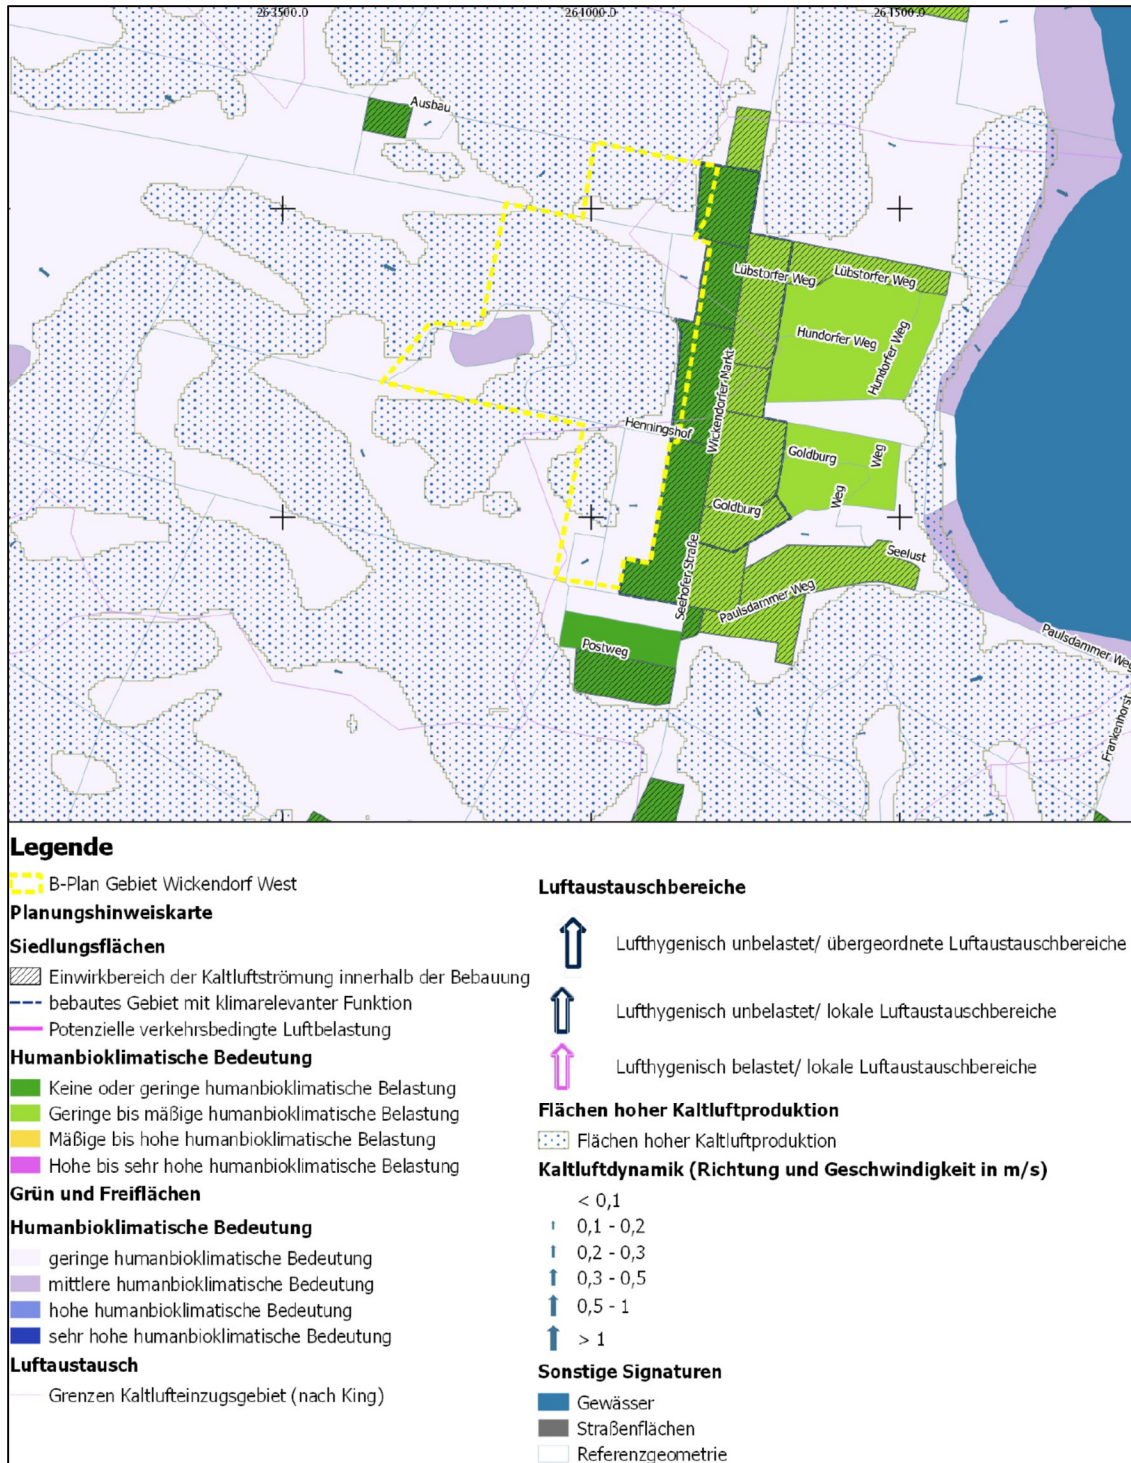 263500.0
264000.0
264500.0
Ausbau
Lübstorfer Weg
Lübstorfer Weg
Hundorfer Weg
Hundorfer Weg
Wickendorfer Markt
Henningshof
Goldburg
Weg
Weg
Goldburg
Seelust
Seehofer Straße
Paulsdammer Weg
Paulsdammer Weg
Postweg
Frankenhorst
Legende
B-Plan Gebiet Wickendorf West
Planungshinweiskarte
Siedlungsflächen
Einwirkbereich der Kaltluftströmung innerhalb der Bebauung
bebautes Gebiet mit klimarelevanter Funktion
Potenzielle verkehrsbedingte Luftbelastung
Humanbioklimatische Bedeutung
Keine oder geringe humanbioklimatische Belastung
Geringe bis mäßige humanbioklimatische Belastung
Mäßige bis hohe humanbioklimatische Belastung
Hohe bis sehr hohe humanbioklimatische Belastung
Grün und Freiflächen
Humanbioklimatische Bedeutung
geringe humanbioklimatische Bedeutung
mittlere humanbioklimatische Bedeutung
hohe humanbioklimatische Bedeutung
sehr hohe humanbioklimatische Bedeutung
Luftaustausch
Grenzen Kaltlufteinzugsgebiet (nach King)
Luftaustauschbereiche
Lufthygenisch unbelastet/ übergeordnete Luftaustauschbereiche
Lufthygenisch unbelastet/ lokale Luftaustauschbereiche
Lufthygenisch belastet/ lokale Luftaustauschbereiche
Flächen hoher Kaltluftproduktion
Flächen hoher Kaltluftproduktion
Kaltluftdynamik (Richtung und Geschwindigkeit in m/s)
< 0,1
0,1 - 0,2
0,2 - 0,3
0,3 - 0,5
0,5 - 1
> 1
Sonstige Signaturen
Gewässer
Straßenflächen
Referenzgeometrie